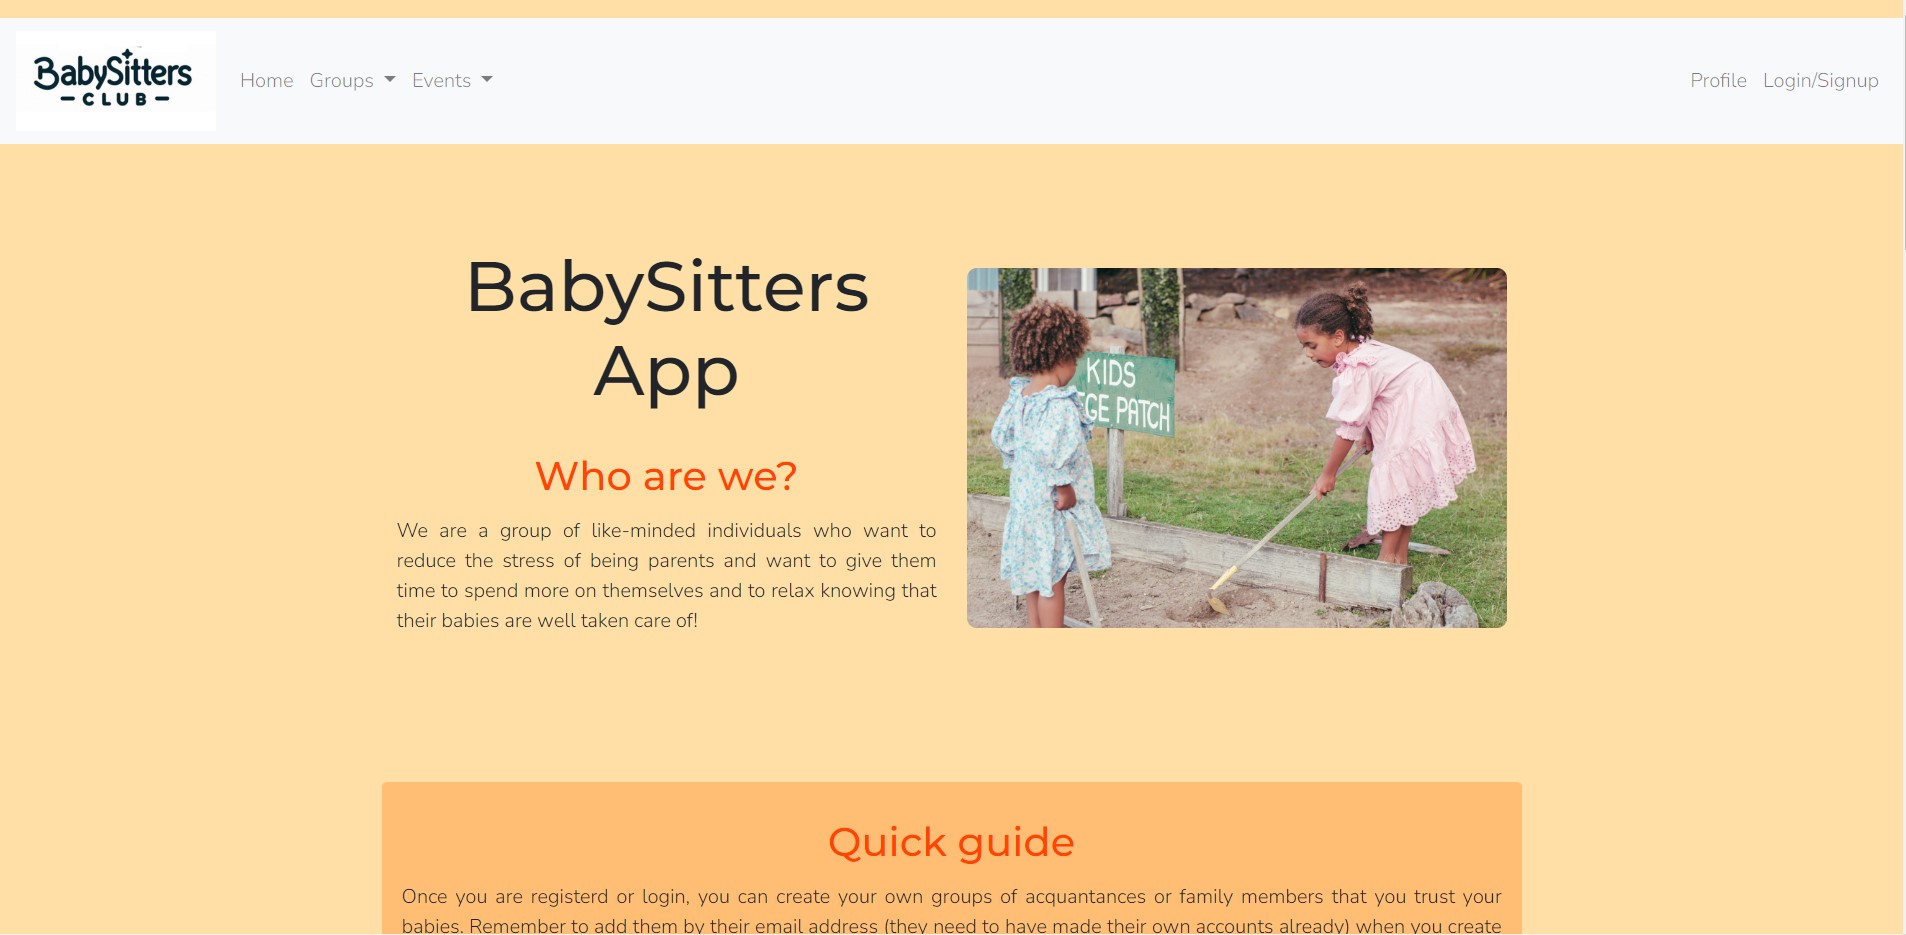 BabySitters
CLUB
Home Groups Events
Profile Login/Signup
BabySitters
App
Who are we?
We are a group of like-minded individuals who want to
reduce the stress of being parents and want to give them
time to spend more on themselves and to relax knowing that
their babies are well taken care of!
KIDS
GE PATCH
Quick guide
Once you are registerd or login, you can create your own groups of acquantances or family members that you trust your
babies. Remember to add them by their email address (they need to have made their own accounts already) when you create